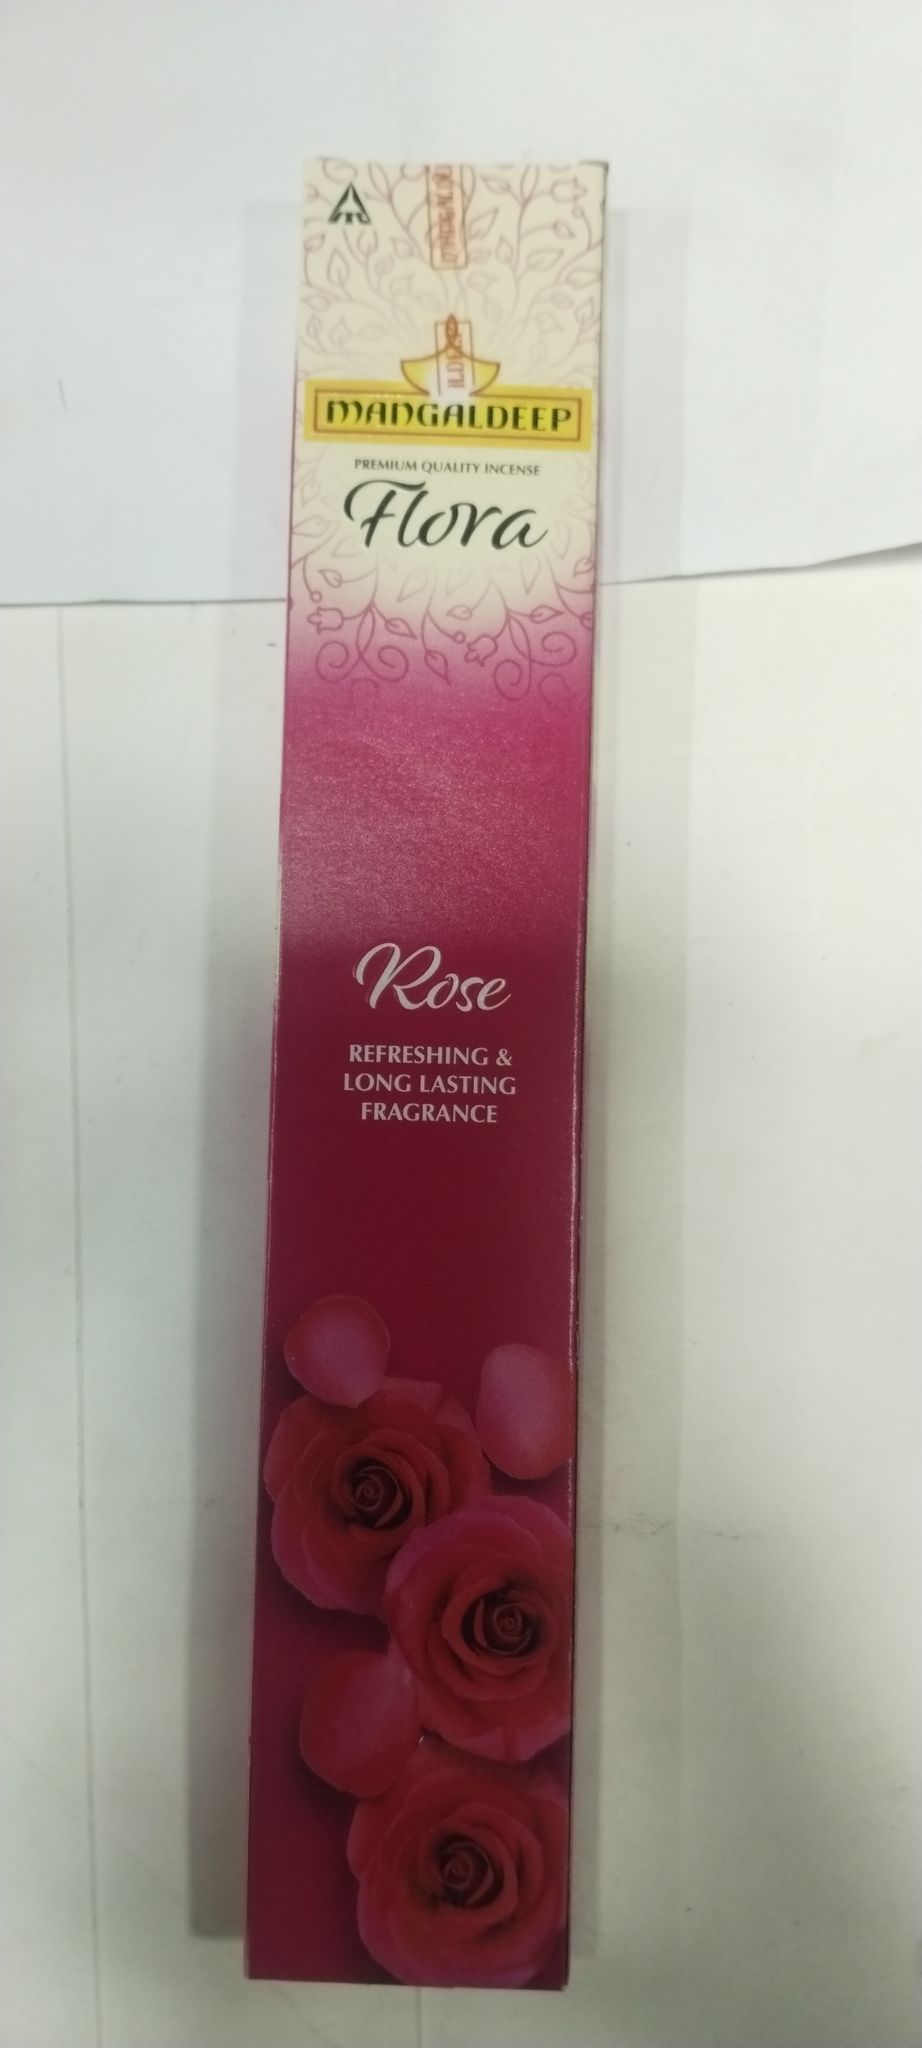 MANGALDEEP
PREMIUM QUALITY INCENSE
Flora
Rose
REFRESHING &
LONG LASTING
FRAGRANCE